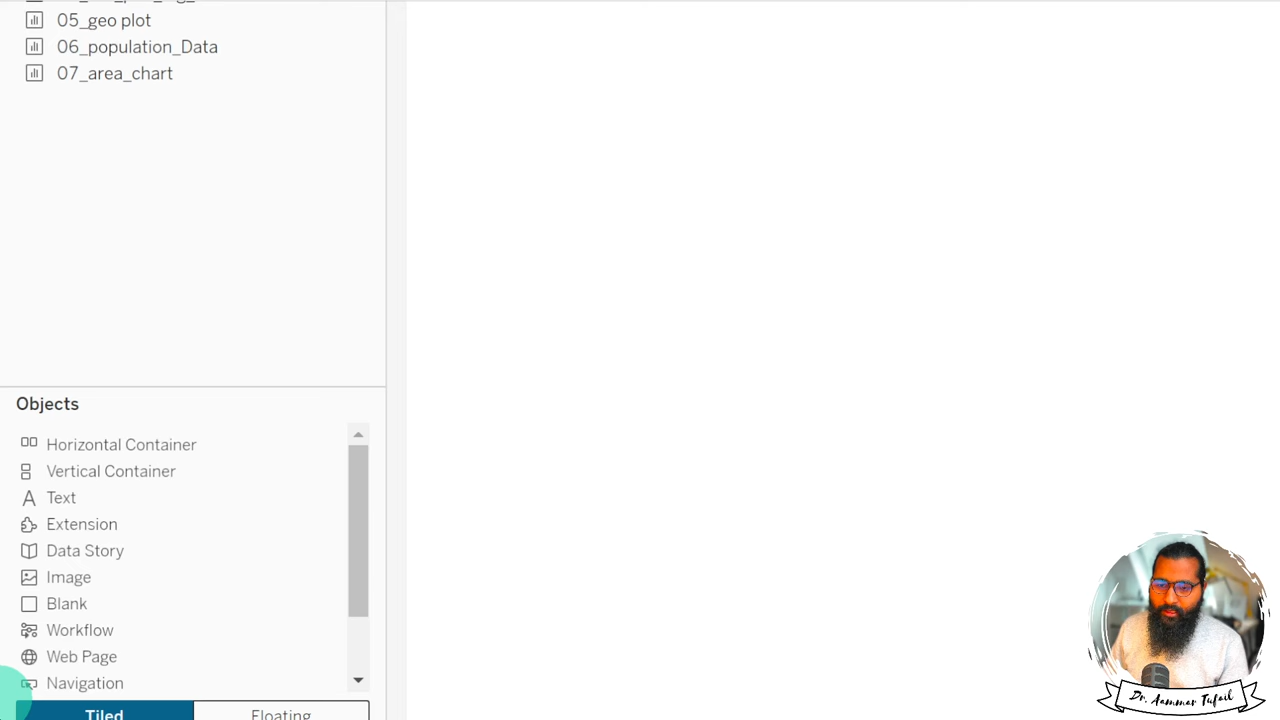 05_geo plot
06_population_Data
07_area_chart
Objects
Horizontal Container
Vertical Container
Text
Extension
Data Story
Image
Blank
Workflow
Web Page
Navigation
Tiled
Floating
Dr. Aammar Tufail